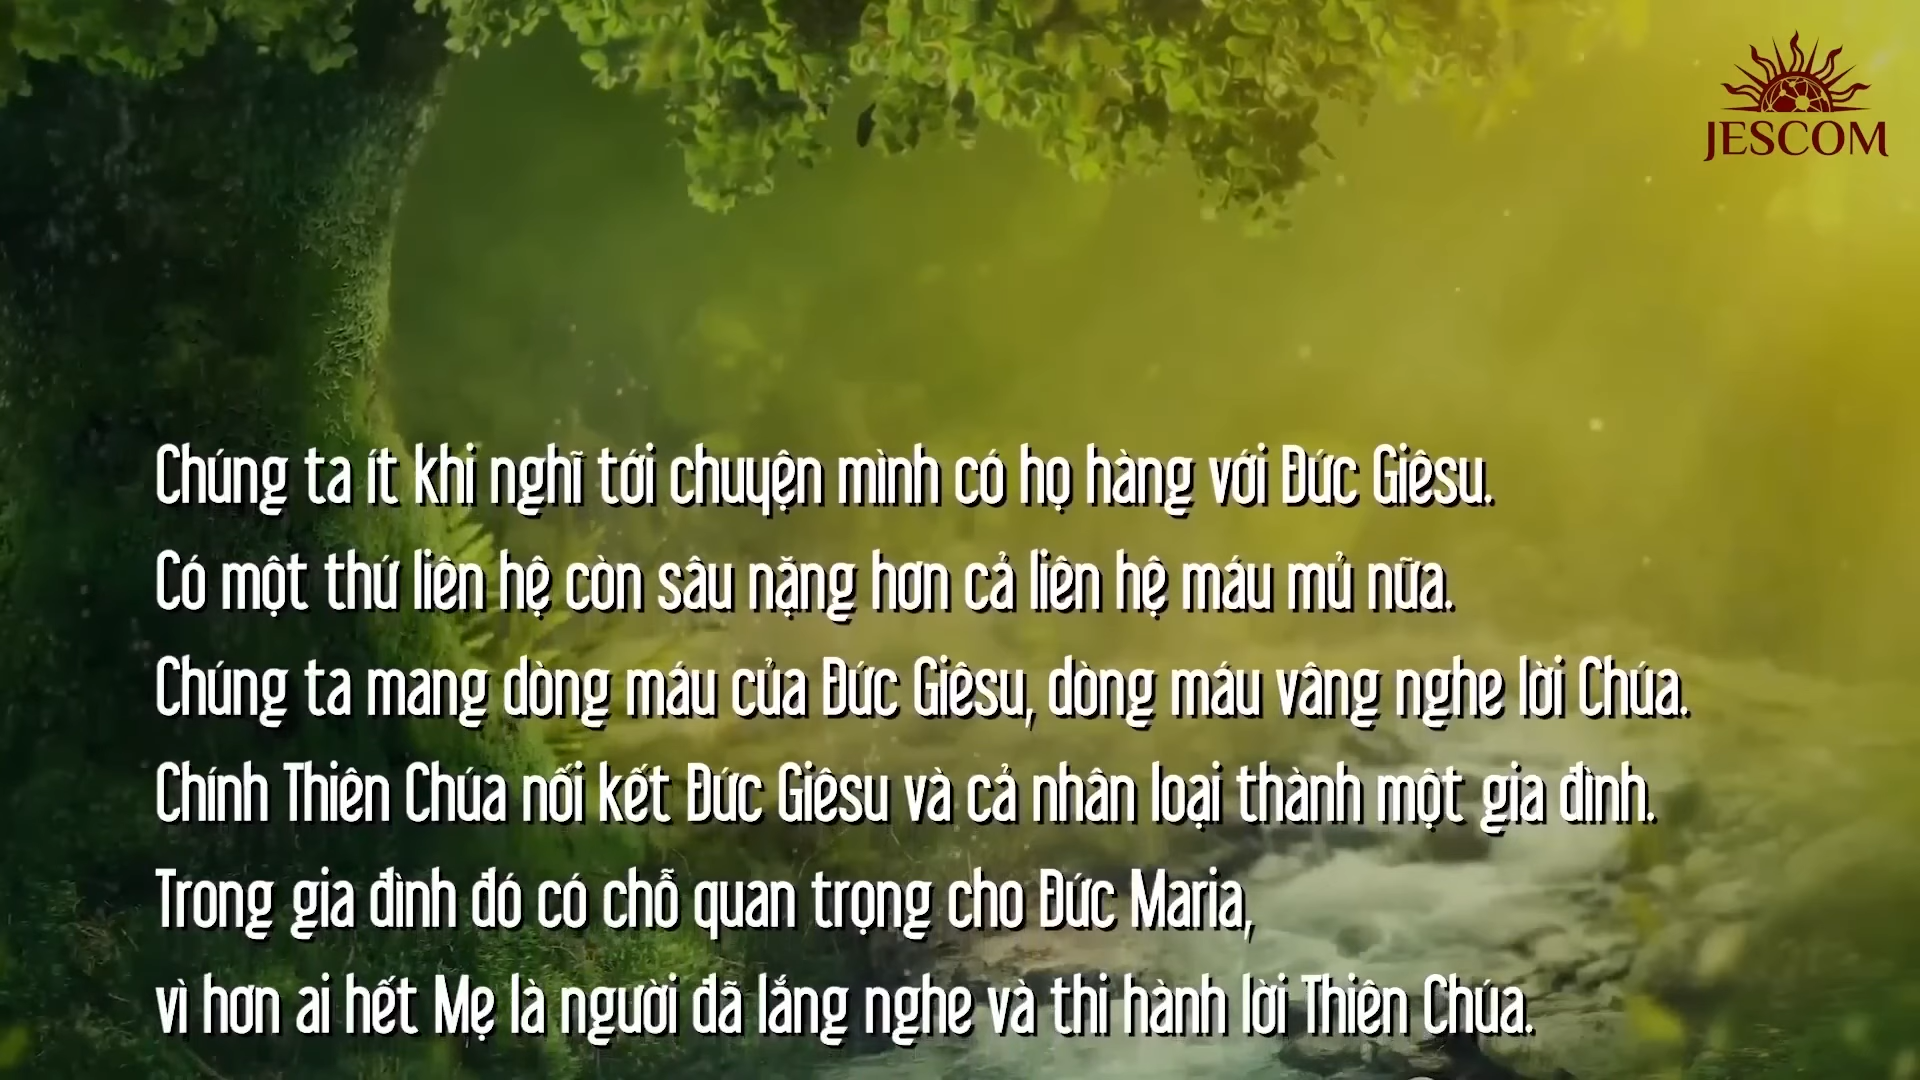 JESCOM
Chúng ta ít khi nghĩ tới chuyện mình có họ hàng với Đức Giêsu.
Có một thứ liên hệ còn sâu nặng hơn cả liên hệ máu mủ nữa.
Chúng ta mang dòng máu của Đức Giêsu, dòng máu vâng nghe lời Chúa.
Chính Thiên Chúa nối kết Đức Giêsu và cả nhân loại thành một gia đình.
Trong gia đình đó có chỗ quan trọng cho Đức Maria,
vì hơn ai hết Mẹ là người đã lắng nghe và thi hành lời Thiên Chúa.